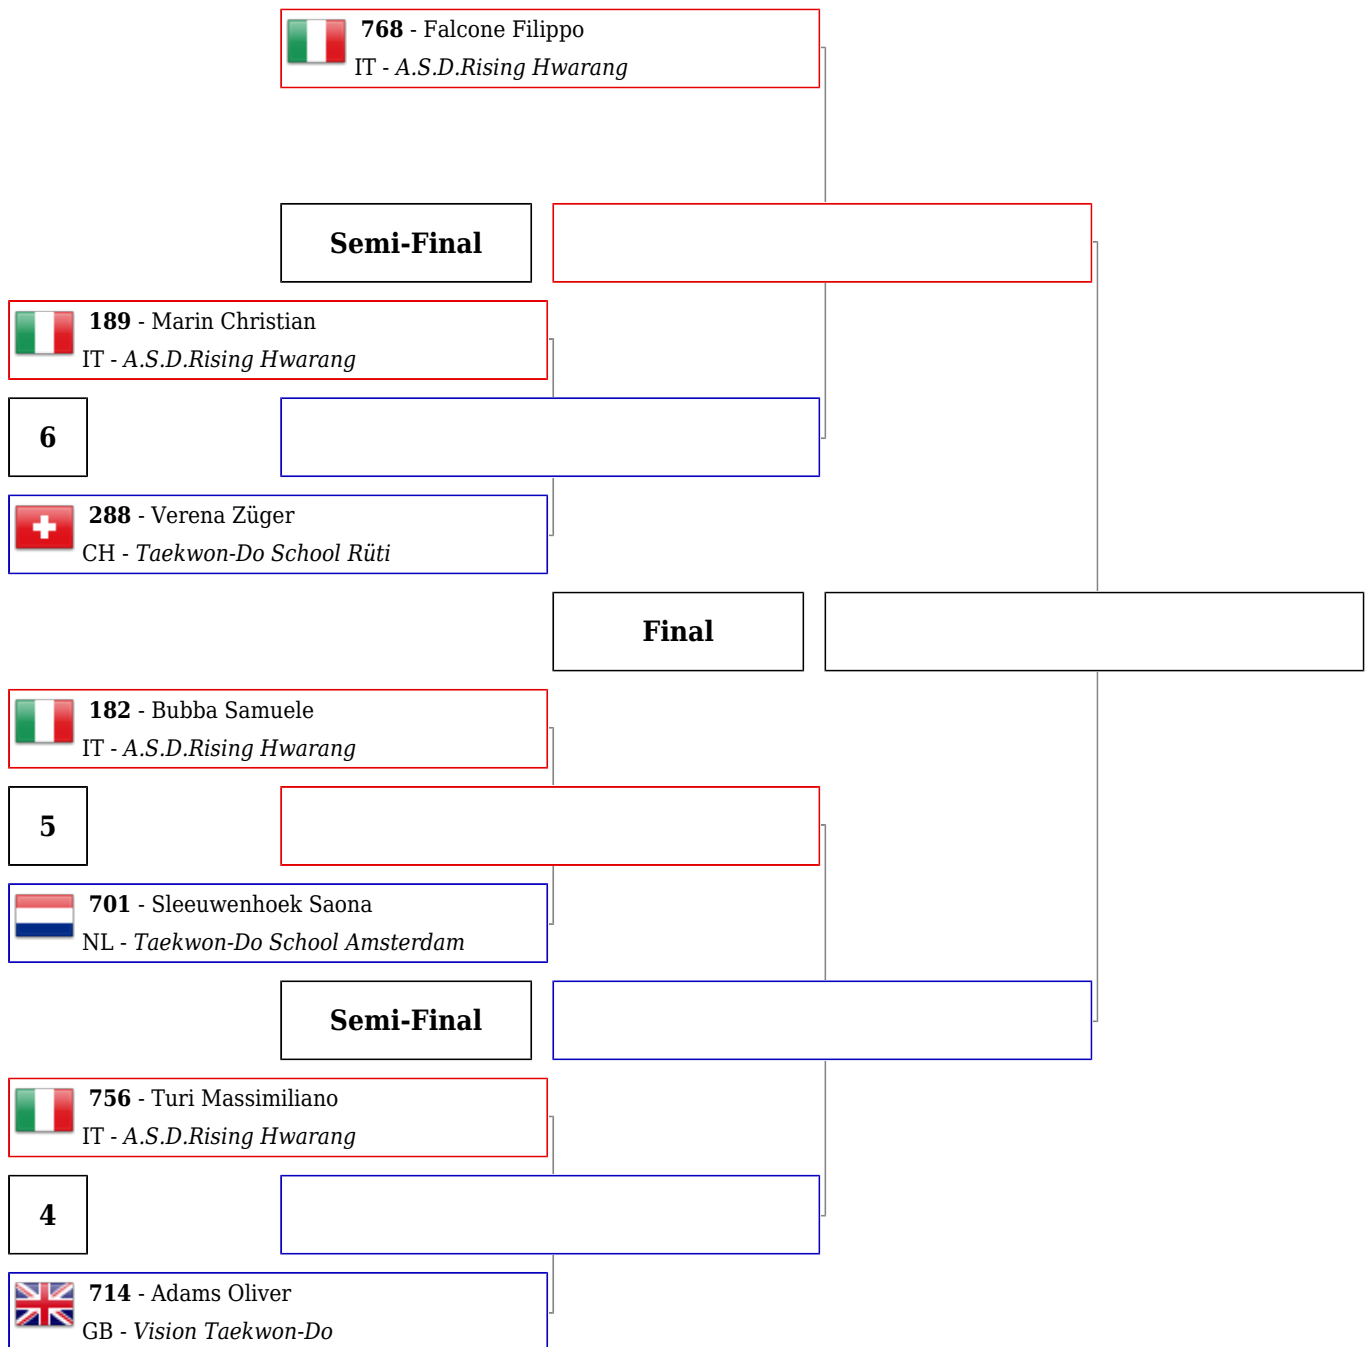 768 - Falcone Filippo
IT - A.S.D.Rising Hwarang
Semi-Final
189 - Marin Christian
IT - A.S.D.Rising Hwarang
6
288 - Verena Züger
CH - Taekwon-Do School Rüti
Final
182 - Bubba Samuele
IT - A.S.D.Rising Hwarang
5
701 - Sleeuwenhoek Saona
NL - Taekwon-Do School Amsterdam
Semi-Final
756 - Turi Massimiliano
IT - A.S.D.Rising Hwarang
4
714 - Adams Oliver
GB - Vision Taekwon-Do